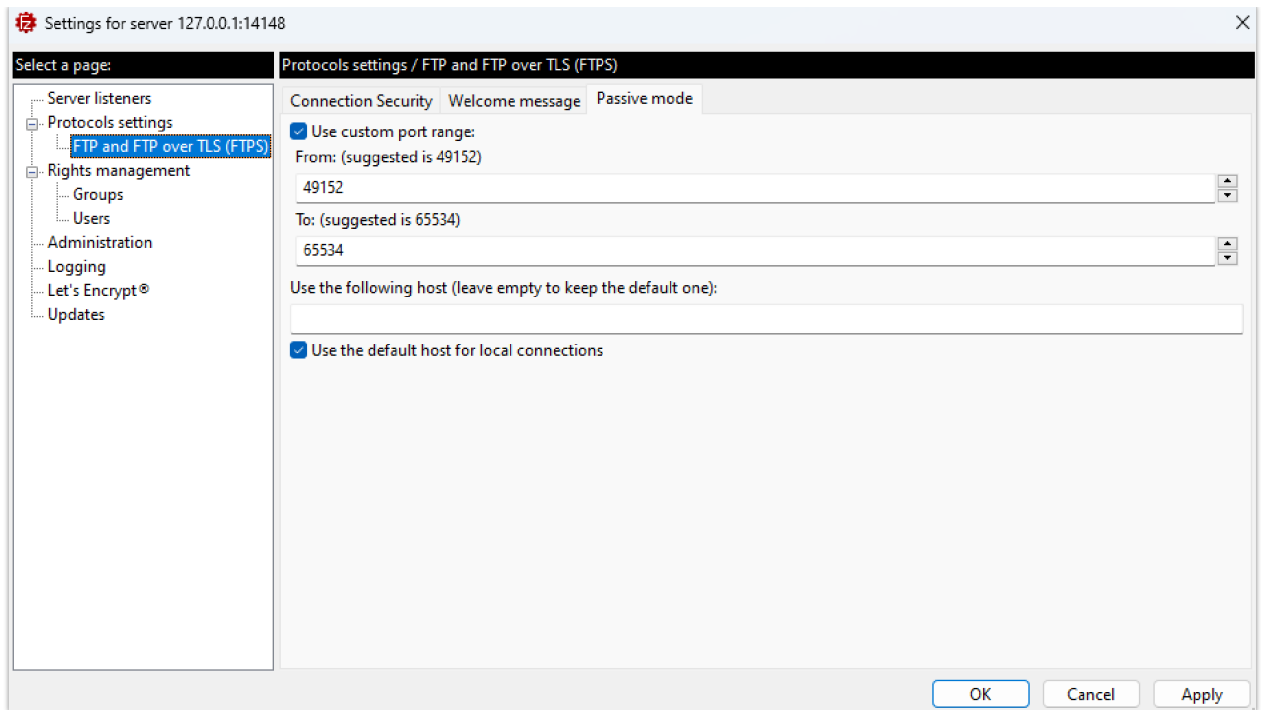 Settings for server 127.0.0.1:14148
Select a page:
Server listeners
Protocols settings
FTP and FTP over TLS (FTPS)
Rights management
Groups
Users
Administration
Logging
Let's Encrypt®
Updates
Protocols settings / FTP and FTP over TLS (FTPS)
Connection Security Welcome message Passive mode
Use custom port range:
From: (suggested is 49152)
49152
To: (suggested is 65534)
65534
Use the following host (leave empty to keep the default one):
Use the default host for local connections
OK Cancel Apply